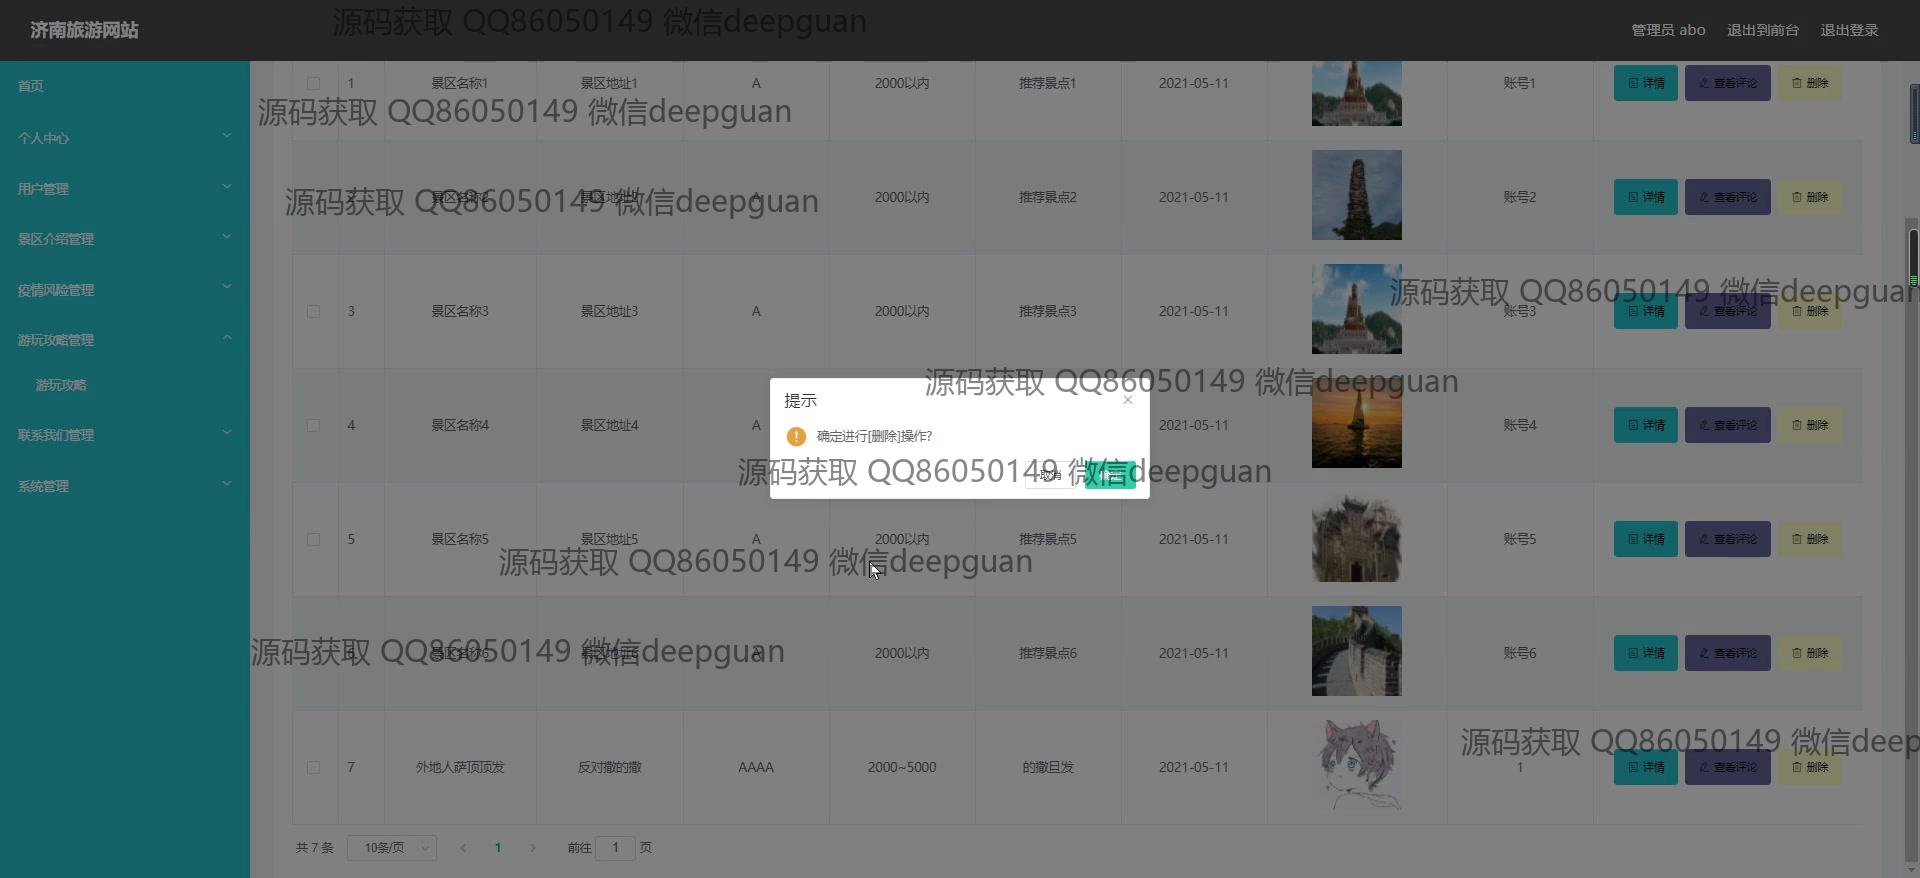 济南旅游网站
源码获取 QQ86050149 微信deepguan
管理员 abo 退出到前台 退出登录
首页
个人中心
用户管理
景区介绍管理
疫情风险管理
游玩攻略管理
游玩攻略
联系我们管理
系统管理
1 景区名称1 景区地址1 A 2000以内 推荐景点1 2021-05-11 账号1 详情 查看评论 删除
源码获取 QQ86050149 微信deepguan
2 景区名称2 景区地址2 A 2000以内 推荐景点2 2021-05-11 账号2 详情 查看评论 删除
源码获取 QQ86050149 微信deepguan
源码获取 QQ86050149 微信deepguan
3 景区名称3 景区地址3 A 2000以内 推荐景点3 2021-05-11 账号3 详情 查看评论 删除
源码获取 QQ86050149 微信deepguan
提示
确定进行[删除]操作?
取消
4 景区名称4 景区地址4 A 2021-05-11 账号4 详情 查看评论 删除
源码获取 QQ86050149 微信deepguan
5 景区名称5 景区地址5 A 2000以内 推荐景点5 2021-05-11 账号5 详情 查看评论 删除
源码获取 QQ86050149 微信deepguan
6 景区名称6 景区地址6 A 2000以内 推荐景点6 2021-05-11 账号6 详情 查看评论 删除
源码获取 QQ86050149 微信deepguan
源码获取 QQ86050149 微信deep
7 外地人萨顶顶发 反对撒的撒 AAAA 2000~5000 的撒旦发 2021-05-11 1 详情 查看评论 删除
共 7 条 10条/页 1 前往 1 页